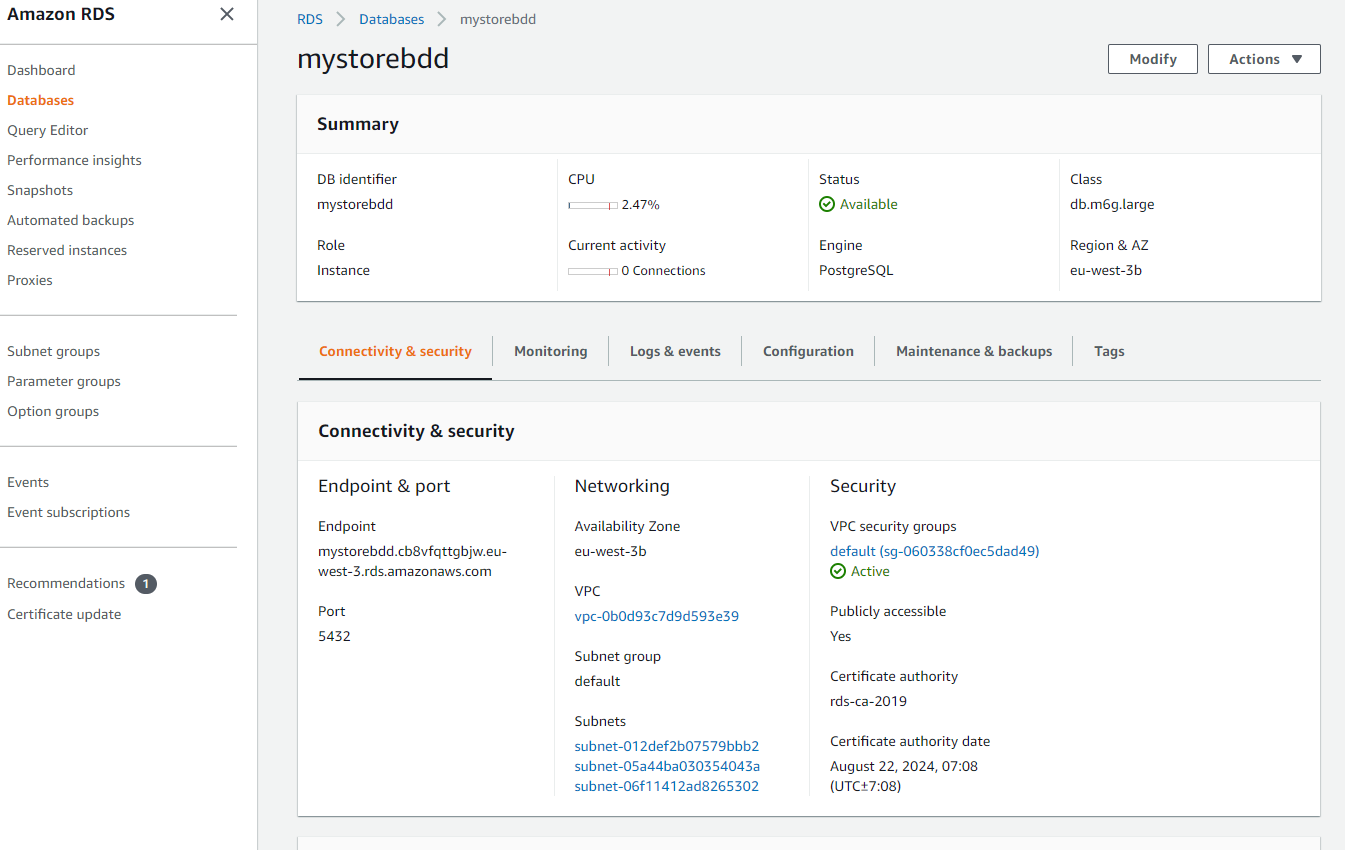 Amazon RDS
Dashboard
Databases
Query Editor
Performance insights
Snapshots
Automated backups
Reserved instances
Proxies
Subnet groups
Parameter groups
Option groups
Events
Event subscriptions
Recommendations 1
Certificate update
RDS > Databases > mystorebdd
mystorebdd
Modify
Actions
Summary
DB identifier
mystorebdd
CPU
2.47%
Status
Available
Class
db.m6g.large
Role
Instance
Current activity
0 Connections
Engine
PostgreSQL
Region & AZ
eu-west-3b
Connectivity & security
Monitoring
Logs & events
Configuration
Maintenance & backups
Tags
Connectivity & security
Endpoint & port
Endpoint
mystorebdd.cb8vfqttgbjw.eu-
west-3.rds.amazonaws.com
Port
5432
Networking
Availability Zone
eu-west-3b
VPC
vpc-0b0d93c7d9d593e39
Subnet group
default
Subnets
subnet-012def2b07579bbb2
subnet-05a44ba030354043a
subnet-06f11412ad8265302
Security
VPC security groups
default (sg-060338cf0ec5dad49)
Active
Publicly accessible
Yes
Certificate authority
rds-ca-2019
Certificate authority date
August 22, 2024, 07:08
(UTC±7:08)